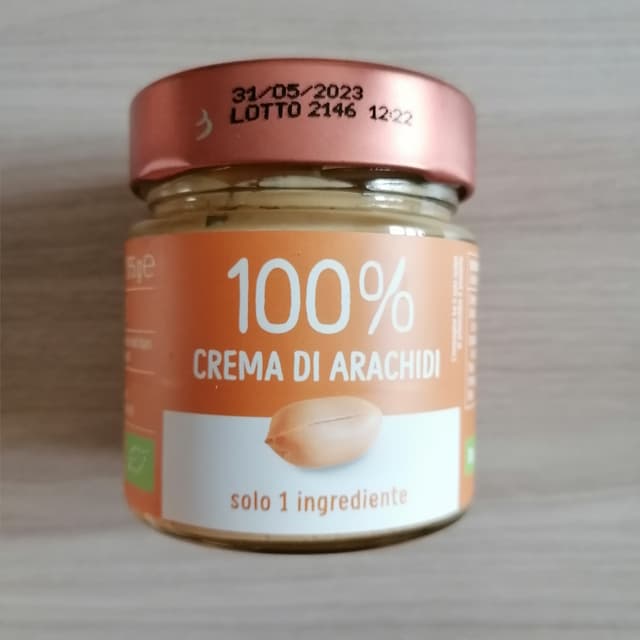 31/05/2023
LOTTO 2146 12:22
100%
CREMA DI ARACHIDI
solo 1 ingrediente